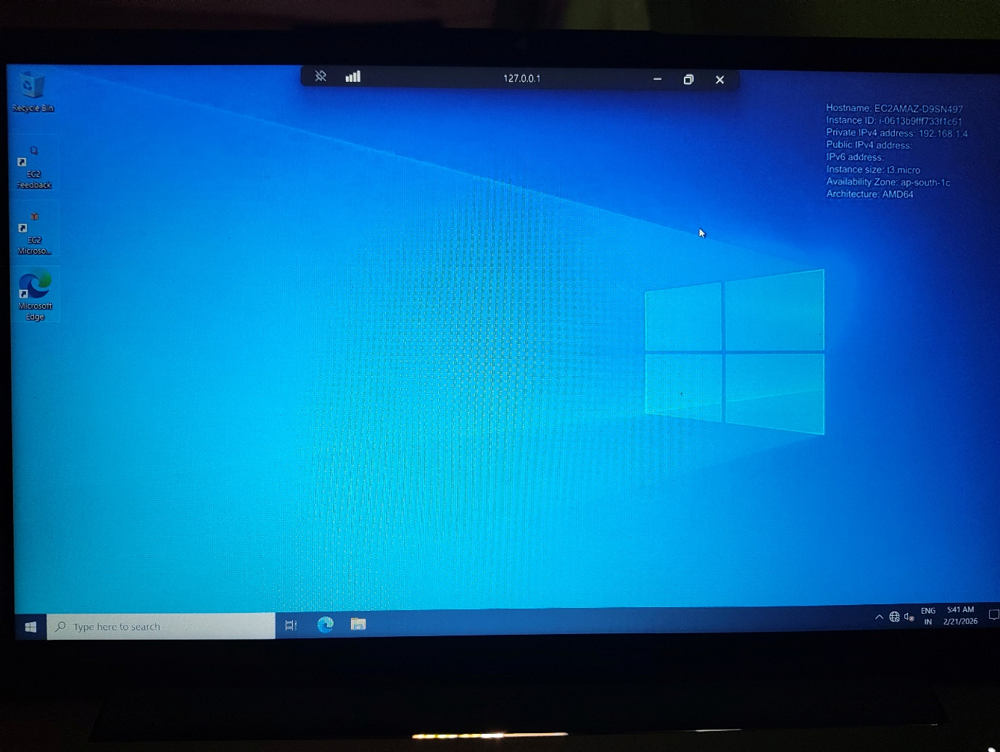 127.0.0.1
Recycle Bin
EC2
Feedback
EC2
Microso...
Microsoft
Edge
Hostname: EC2AMAZ-D9SN497
Instance ID: i-0613b9fff733f1c61
Private IPv4 address: 192.168.1.4
Public IPv4 address:
IPv6 address:
Instance size: t3.micro
Availability Zone: ap-south-1c
Architecture: AMD64
Type here to search
ENG
IN
5:41 AM
2/21/2026